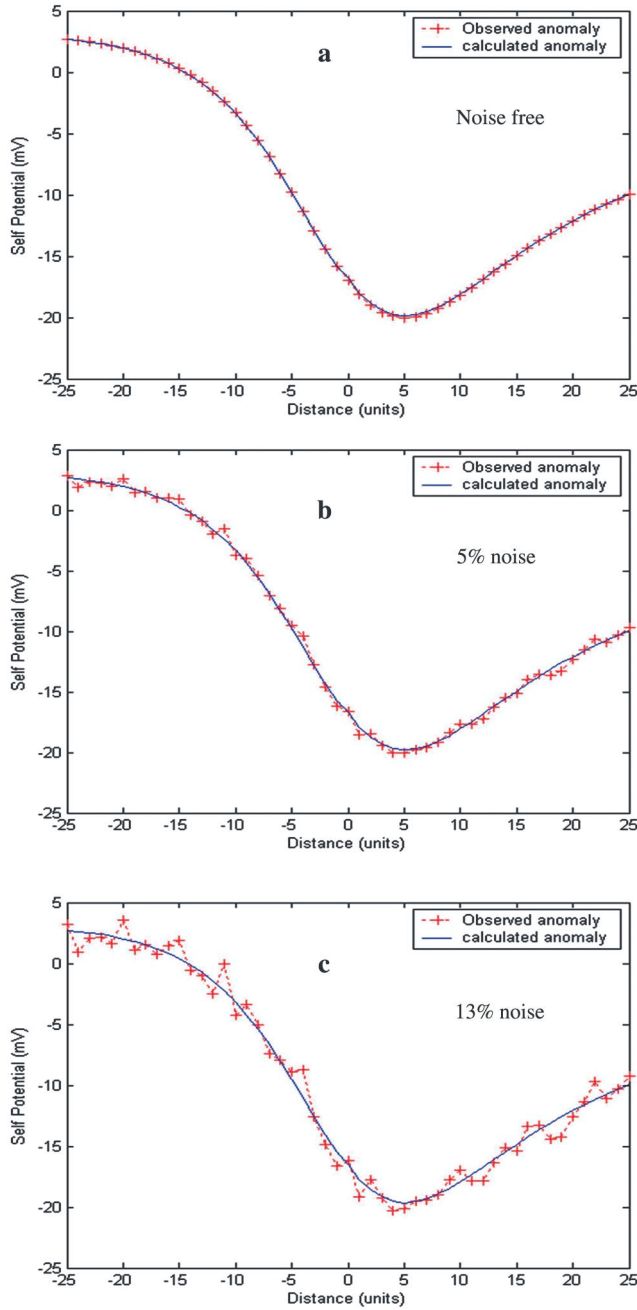 a
Observed anomaly
calculated anomaly
Noise free
Self Potential (mV)
5
0
-5
-10
-15
-20
-25
-25 -20 -15 -10 -5 0 5 10 15 20 25
Distance (units)
b
Observed anomaly
calculated anomaly
5% noise
Self Potential (mV)
5
0
-5
-10
-15
-20
-25
-25 -20 -15 -10 -5 0 5 10 15 20 25
Distance (units)
c
Observed anomaly
calculated anomaly
13% noise
Self Potential (mV)
5
0
-5
-10
-15
-20
-25
-25 -20 -15 -10 -5 0 5 10 15 20 25
Distance (units)